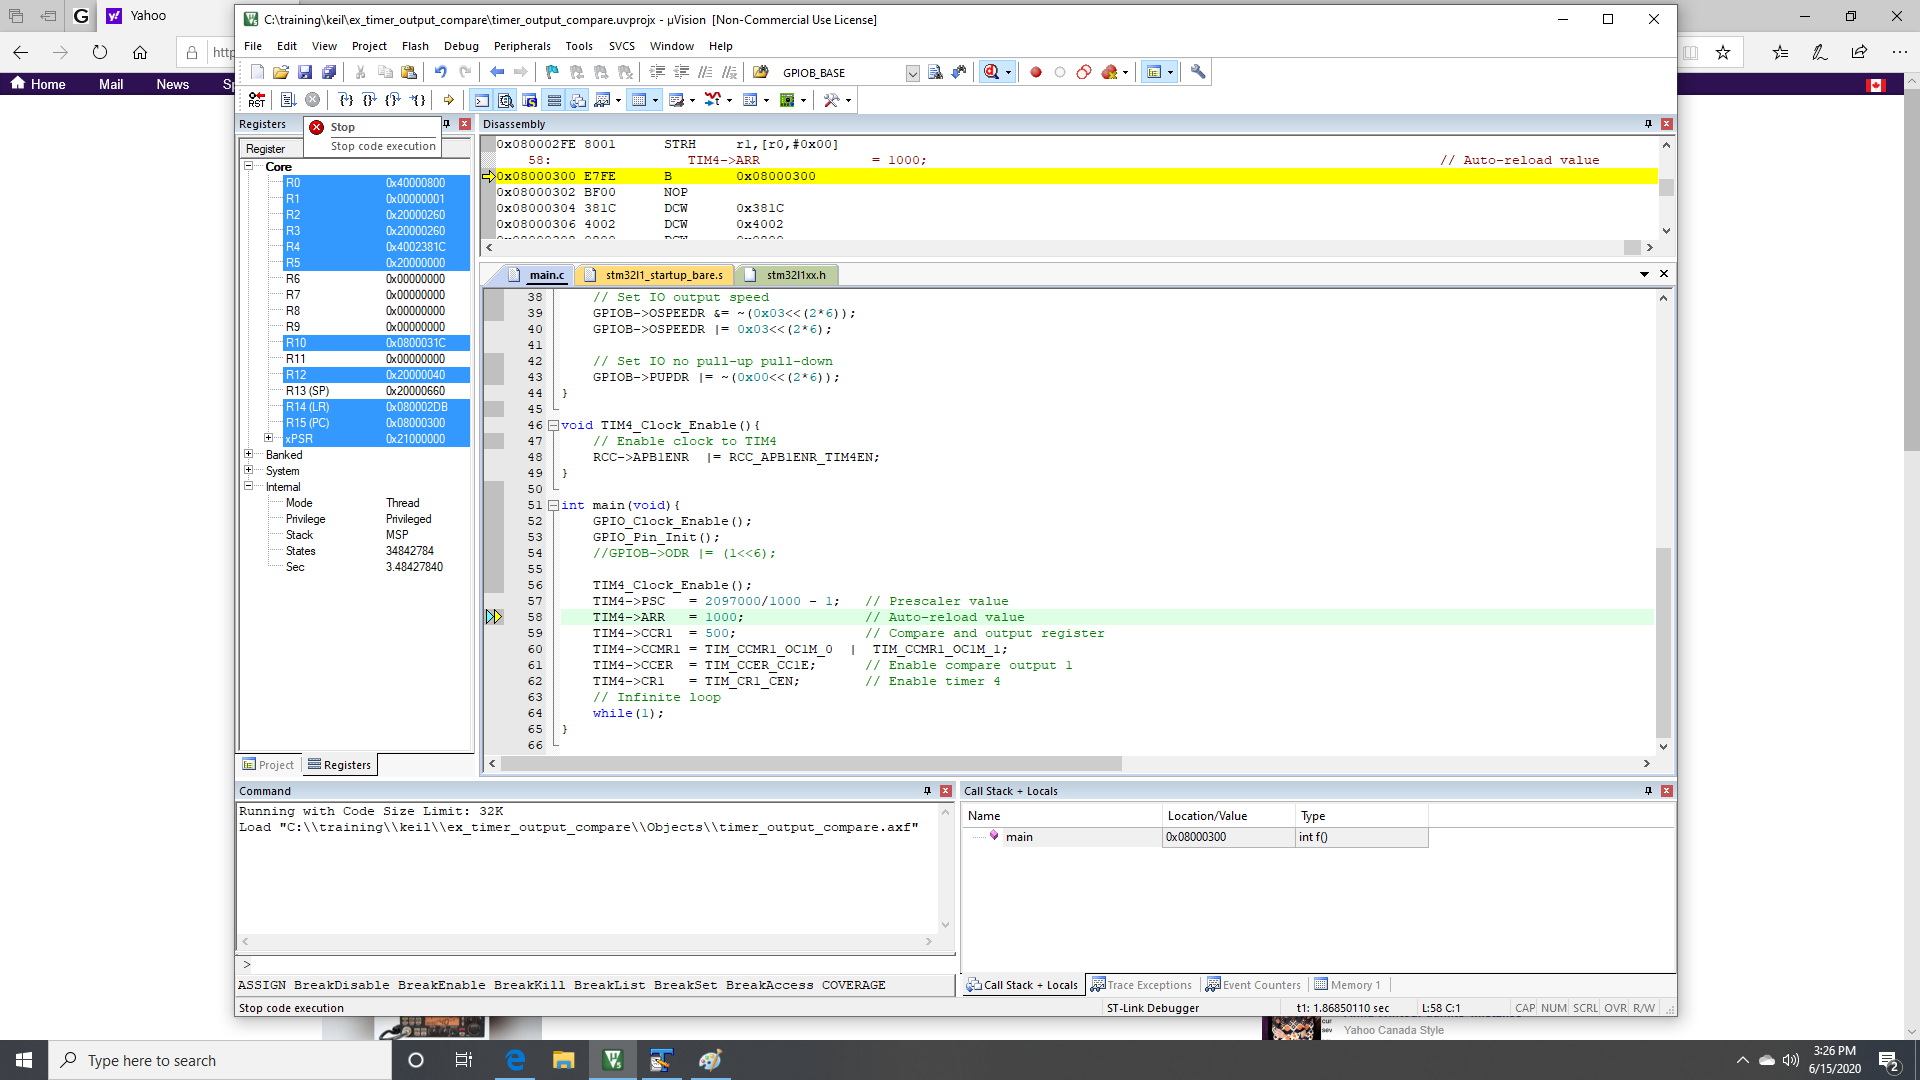 Yahoo
C:\training\keil\ex_timer_output_compare\timer_output_compare.uvprojx - µVision  [Non-Commercial Use License]
http
File Edit View Project Flash Debug Peripherals Tools SVCS Window Help
GPIOB_BASE
Home Mail News Sp
RST
Registers
Stop
Stop code execution
Register
Core
R0 0x40000800
R1 0x00000001
R2 0x20000260
R3 0x20000260
R4 0x4002381C
R5 0x20000000
R6 0x00000000
R7 0x00000000
R8 0x00000000
R9 0x00000000
R10 0x0800031C
R11 0x00000000
R12 0x20000040
R13 (SP) 0x20000660
R14 (LR) 0x080002DB
R15 (PC) 0x08000300
xPSR 0x21000000
Banked
System
Internal
Mode Thread
Privilege Privileged
Stack MSP
States 34842784
Sec 3.48427840
Project Registers
Disassembly
0x080002FE 8001 STRH r1,[r0,#0x00]
58: TIM4->ARR = 1000; // Auto-reload value
0x08000300 E7FE B 0x08000300
0x08000302 BF00 NOP
0x08000304 381C DCW 0x381C
0x08000306 4002 DCW 0x4002
0x08000308 0800 DCW 0x0800
main.c stm32l1_startup_bare.s stm32l1xx.h
38 // Set IO output speed
39 GPIOB->OSPEEDR &= ~(0x03<<(2*6));
40 GPIOB->OSPEEDR |= 0x03<<(2*6);
41
42 // Set IO no pull-up pull-down
43 GPIOB->PUPDR |= ~(0x00<<(2*6));
44 }
45
46 void TIM4_Clock_Enable(){
47 // Enable clock to TIM4
48 RCC->APB1ENR |= RCC_APB1ENR_TIM4EN;
49 }
50
51 int main(void){
52 GPIO_Clock_Enable();
53 GPIO_Pin_Init();
54 //GPIOB->ODR |= (1<<6);
55
56 TIM4_Clock_Enable();
57 TIM4->PSC = 2097000/1000 - 1; // Prescaler value
58 TIM4->ARR = 1000; // Auto-reload value
59 TIM4->CCR1 = 500; // Compare and output register
60 TIM4->CCMR1 = TIM_CCMR1_OC1M_0 | TIM_CCMR1_OC1M_1;
61 TIM4->CCER = TIM_CCER_CC1E; // Enable compare output 1
62 TIM4->CR1 = TIM_CR1_CEN; // Enable timer 4
63 // Infinite loop
64 while(1);
65 }
66
Command
Running with Code Size Limit: 32K
Load "C:\\training\\keil\\ex_timer_output_compare\\Objects\\timer_output_compare.axf"
>
ASSIGN BreakDisable BreakEnable BreakKill BreakList BreakSet BreakAccess COVERAGE
Call Stack + Locals
Name Location/Value Type
main 0x08000300 int f()
Call Stack + Locals Trace Exceptions Event Counters Memory 1
Stop code execution ST-Link Debugger t1: 1.86850110 sec L:58 C:1 CAP NUM SCRL OVR R/W
Yahoo Canada Style
Type here to search
3:26 PM
6/15/2020
2